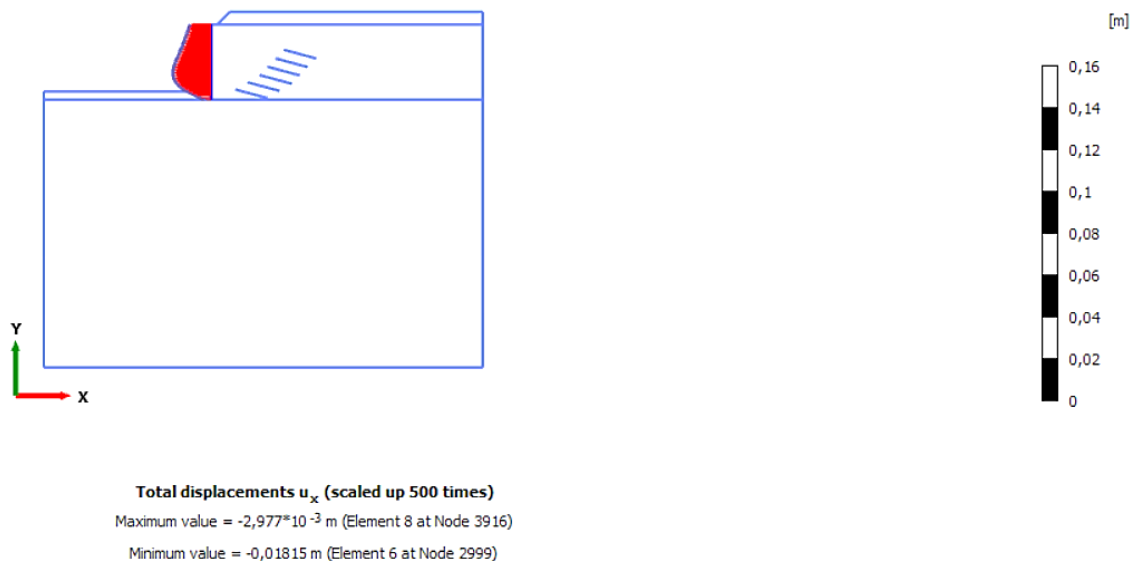 [m]
0,16
0,14
0,12
0,1
0,08
0,06
0,04
0,02
0
Y
X
Total displacements uₓ (scaled up 500 times)
Maximum value = -2,977*10 ⁻³ m (Element 8 at Node 3916)
Minimum value = -0,01815 m (Element 6 at Node 2999)